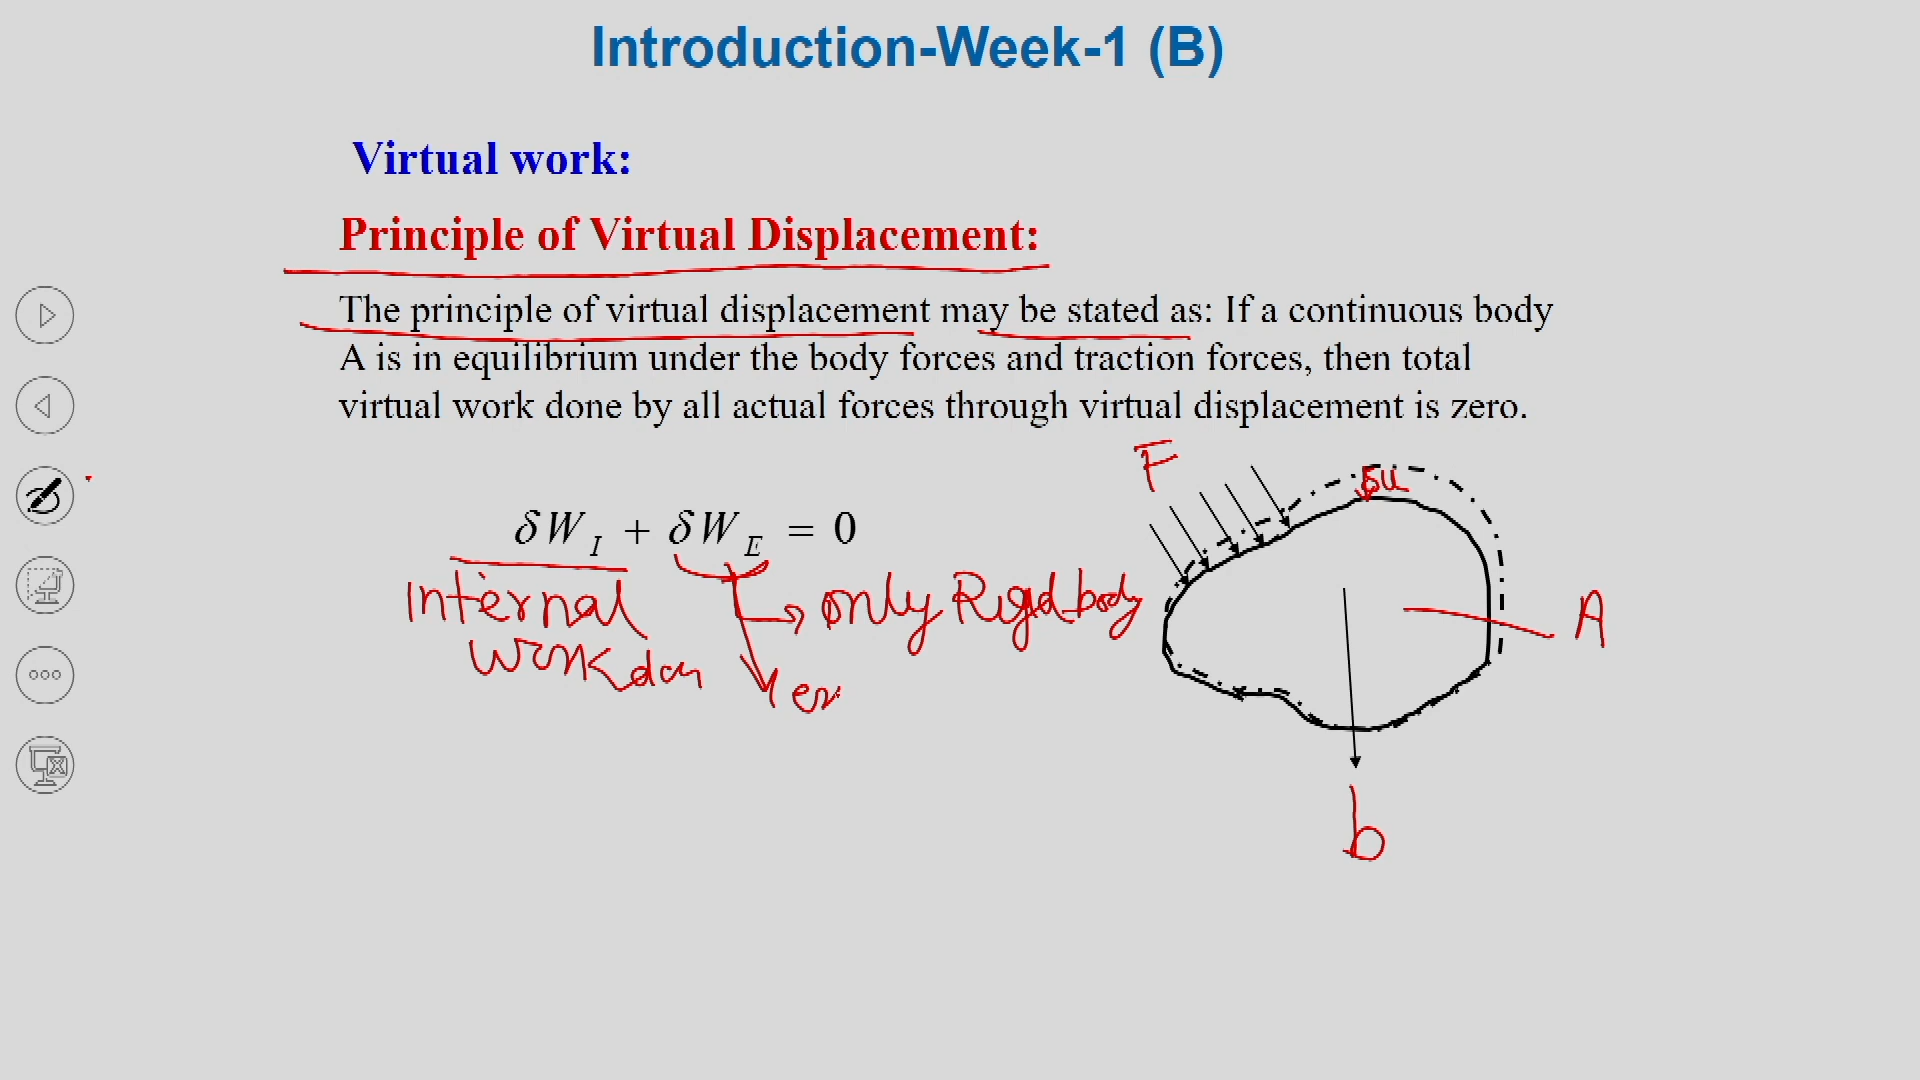 Introduction-Week-1 (B)
Virtual work:
Principle of Virtual Displacement:
The principle of virtual displacement may be stated as: If a continuous body
A is in equilibrium under the body forces and traction forces, then total
virtual work done by all actual forces through virtual displacement is zero.
F
δu
δW_I + δW_E = 0
Internal
only Rigid body
A
work
b